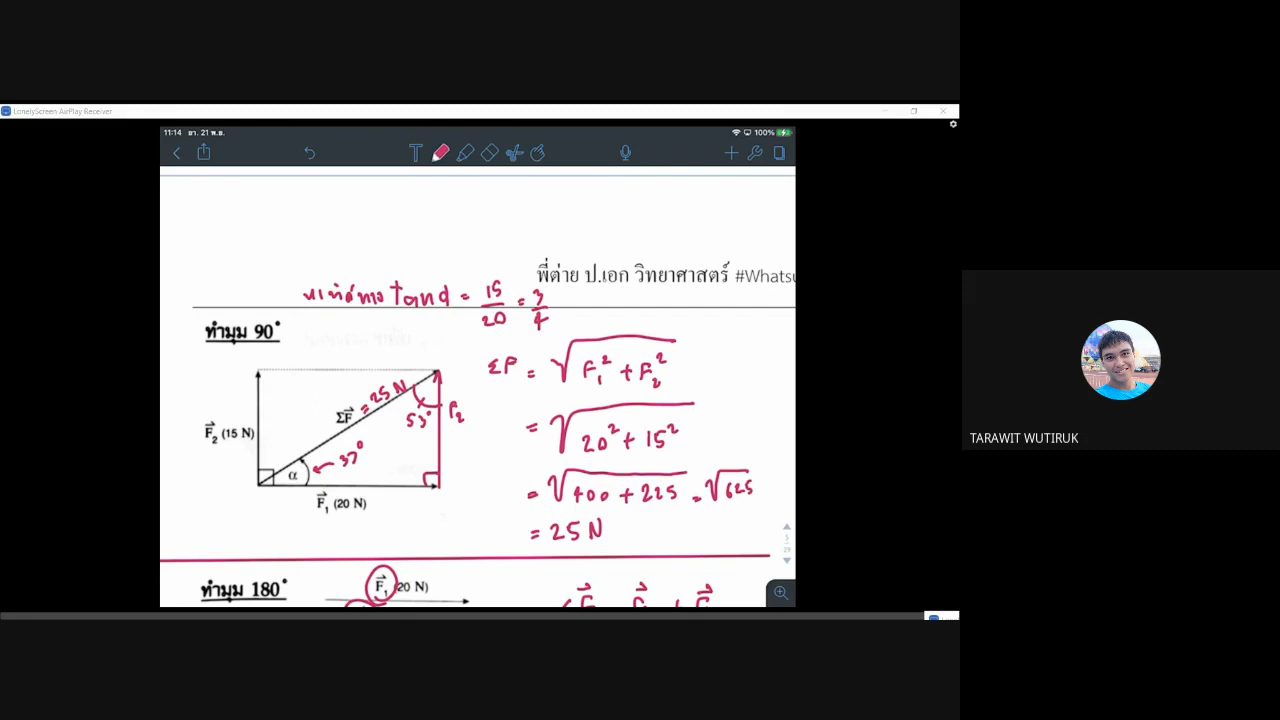 LonelyScreen AirPlay Receiver
11:14 อา. 21 พ.ย.
100%
T
พี่ต่าย ป.เอก วิทยาศาสตร์ #Whatsu
หาทิศทาง tanα = 15/20 = 3/4
ทำมุม 90°
ΣF = √F₁² + F₂²
ΣF⃗ = 25 N
53° F₂
F⃗₂ (15 N)
= √20² + 15²
α 37°
F⃗₁ (20 N)
= √400 + 225 = √625
= 25 N
TARAWIT WUTIRUK
ทำมุม 180°
F⃗₁ (20 N)